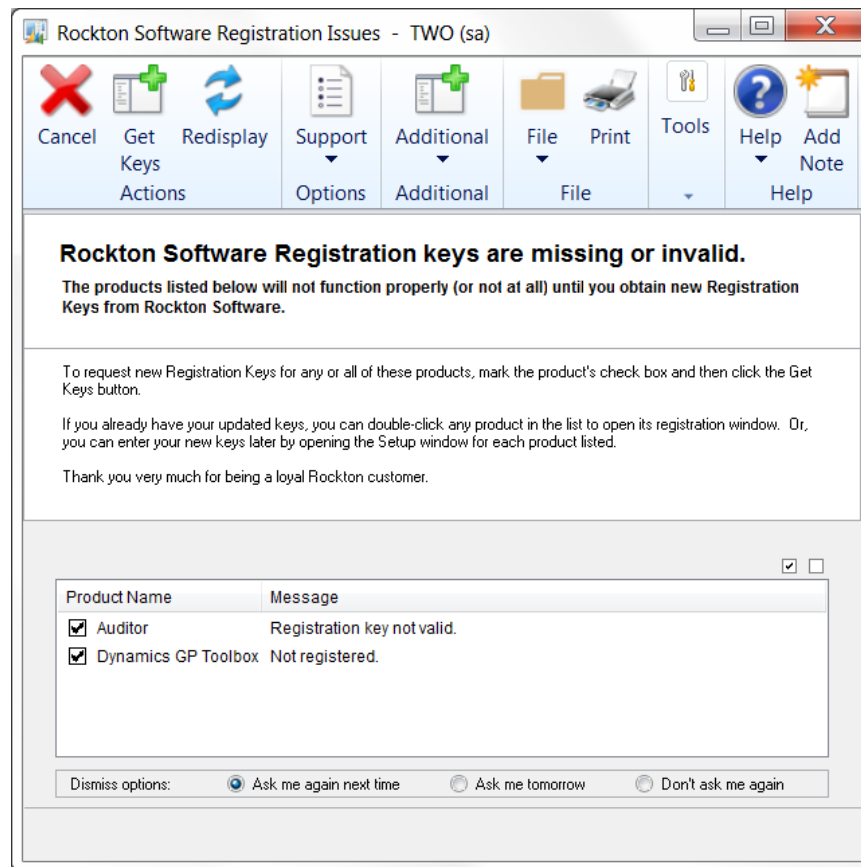 Rockton Software Registration Issues - TWO (sa)
Cancel Get Keys Redisplay Support Additional File Print Tools Help Add Note
Actions Options Additional File Help
Rockton Software Registration keys are missing or invalid.
The products listed below will not function properly (or not at all) until you obtain new Registration
Keys from Rockton Software.
To request new Registration Keys for any or all of these products, mark the product's check box and then click the Get
Keys button.
If you already have your updated keys, you can double-click any product in the list to open its registration window. Or,
you can enter your new keys later by opening the Setup window for each product listed.
Thank you very much for being a loyal Rockton customer.
Product Name Message
Auditor Registration key not valid.
Dynamics GP Toolbox Not registered.
Dismiss options: Ask me again next time Ask me tomorrow Don't ask me again